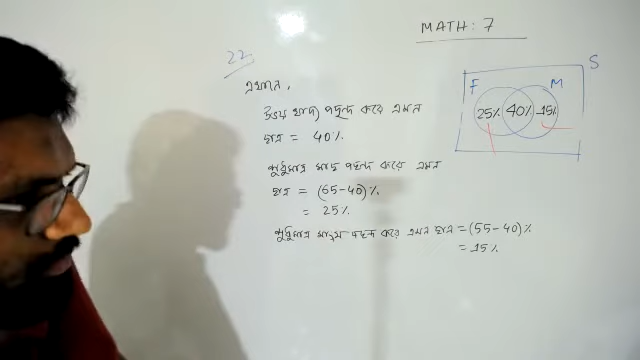 MATH: 7
22
এখানে,
উভয় খাদ্য পছন্দ করে এমন
ছাত্র = 40%
শুধুমাত্র মাছ পছন্দ করে এমন
ছাত্র = (65-40)%
= 25%
শুধুমাত্র মাংস পছন্দ করে এমন ছাত্র = (55-40)%
= 15%
S
F M
25% 40% 15%